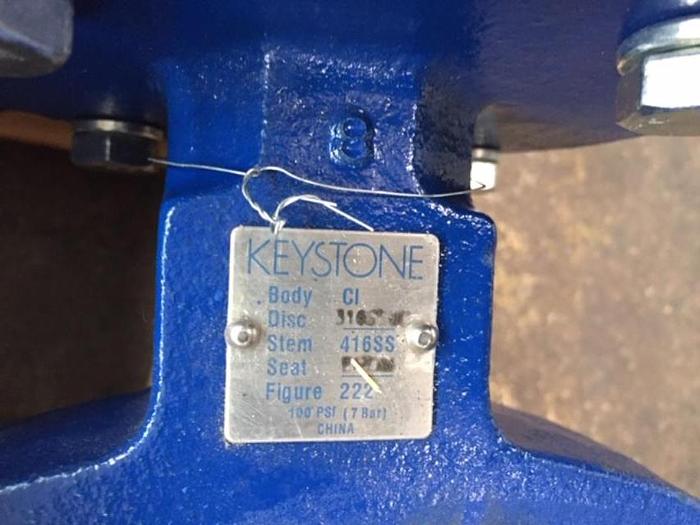 8
KEYSTONE
Body CI
Disc
Stem 416SS
Seat
Figure 222
100 PSI (7 Bar)
CHINA